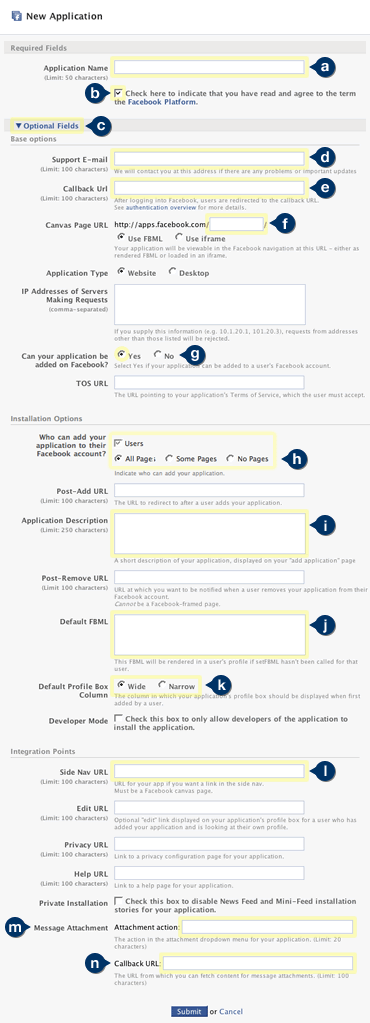 New Application
Required Fields
Application Name
(Limit: 50 characters)
a
b
Check here to indicate that you have read and agree to the term
the Facebook Platform.
Optional Fields
c
Base options
Support E-mail
(Limit: 100 characters)
d
We will contact you at this address if there are any problems or important updates
Callback Url
(Limit: 100 characters)
e
After logging into Facebook, users are redirected to the callback URL.
See authentication overview for more details.
Canvas Page URL
http://apps.facebook.com/ /
f
Use FBML Use iframe
Your application will be viewable in the Facebook navigation at this URL - either as
rendered FBML or loaded in an iframe.
Application Type Website Desktop
IP Addresses of Servers
Making Requests
(comma-separated)
If you supply this information (e.g. 10.1.20.1, 101.20.3), requests from addresses
other than those listed will be rejected.
Can your application be
added on Facebook?
Yes No
g
Select Yes if your application can be added to a user's Facebook account.
TOS URL
The URL pointing to your application's Terms of Service, which the user must accept.
Installation Options
Who can add your
application to their
Facebook account?
Users
All Pages Some Pages No Pages
h
Indicate who can add your application.
Post-Add URL
(Limit: 100 characters)
The URL to redirect to after a user adds your application.
Application Description
(Limit: 250 characters)
i
A short description of your application, displayed on your "add application" page
Post-Remove URL
(Limit 100 characters)
URL at which you want to be notified when a user removes your application from their
Facebook account.
Cannot be a Facebook-framed page.
Default FBML
j
This FBML will be rendered in a user's profile if setFBML hasn't been called for that
user.
Default Profile Box
Column
Wide Narrow
k
The column in which your application's profile box should be displayed when first
added by a user.
Developer Mode
Check this box to only allow developers of the application to
install the application.
Integration Points
Side Nav URL
(Limit: 100 characters)
l
URL for your app if you want a link in the side nav.
Must be a Facebook canvas page.
Edit URL
(Limit: 100 characters)
Optional "edit" link displayed on your application's profile box for a user who has
added your application and is looking at their own profile.
Privacy URL
(Limit: 100 characters)
Link to a privacy configuration page for your application.
Help URL
(Limit: 100 characters)
Link to a help page for your application.
Private Installation
Check this box to disable News Feed and Mini-Feed installation
stories for your application.
m
Message Attachment
Attachment action:
The action in the attachment dropdown menu for your application. (Limit: 20
characters)
n
Callback URL:
The URL from which you can fetch content for message attachments. (Limit: 100
characters)
Submit or Cancel